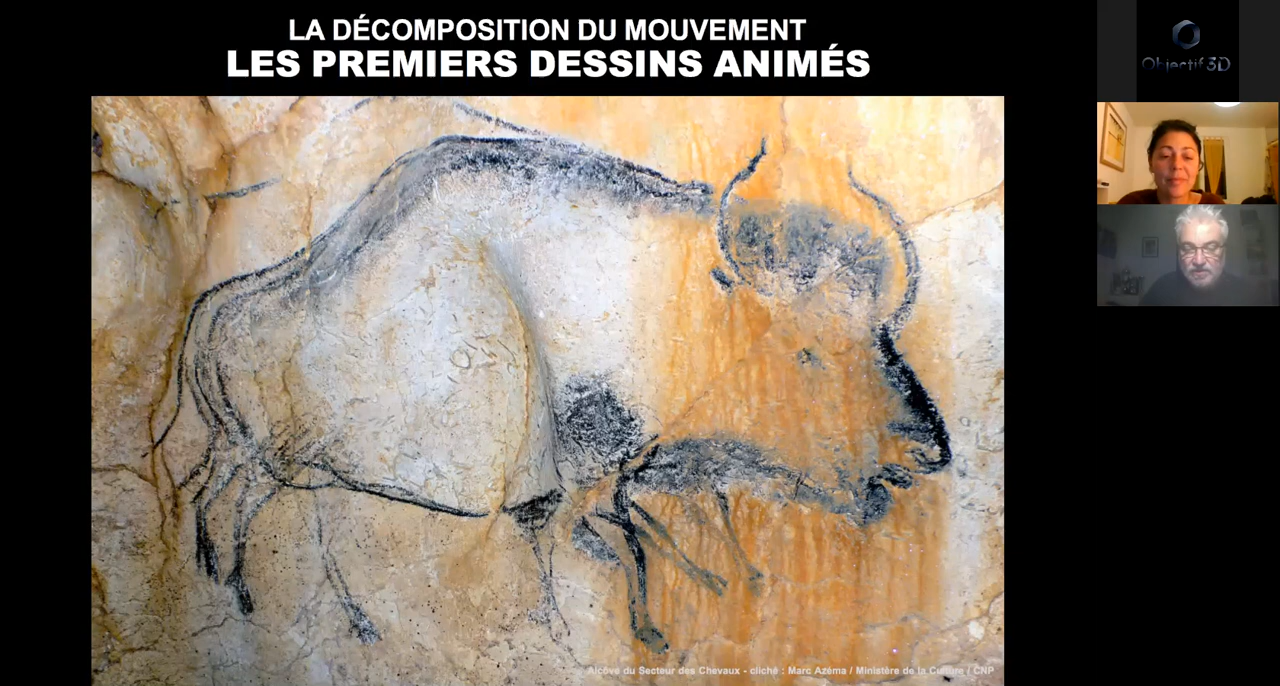 LA DÉCOMPOSITION DU MOUVEMENT
LES PREMIERS DESSINS ANIMÉS
Objectif 3D
Alcôve du Secteur des Chevaux - cliché : Marc Azéma / Ministère de la Culture / CNP